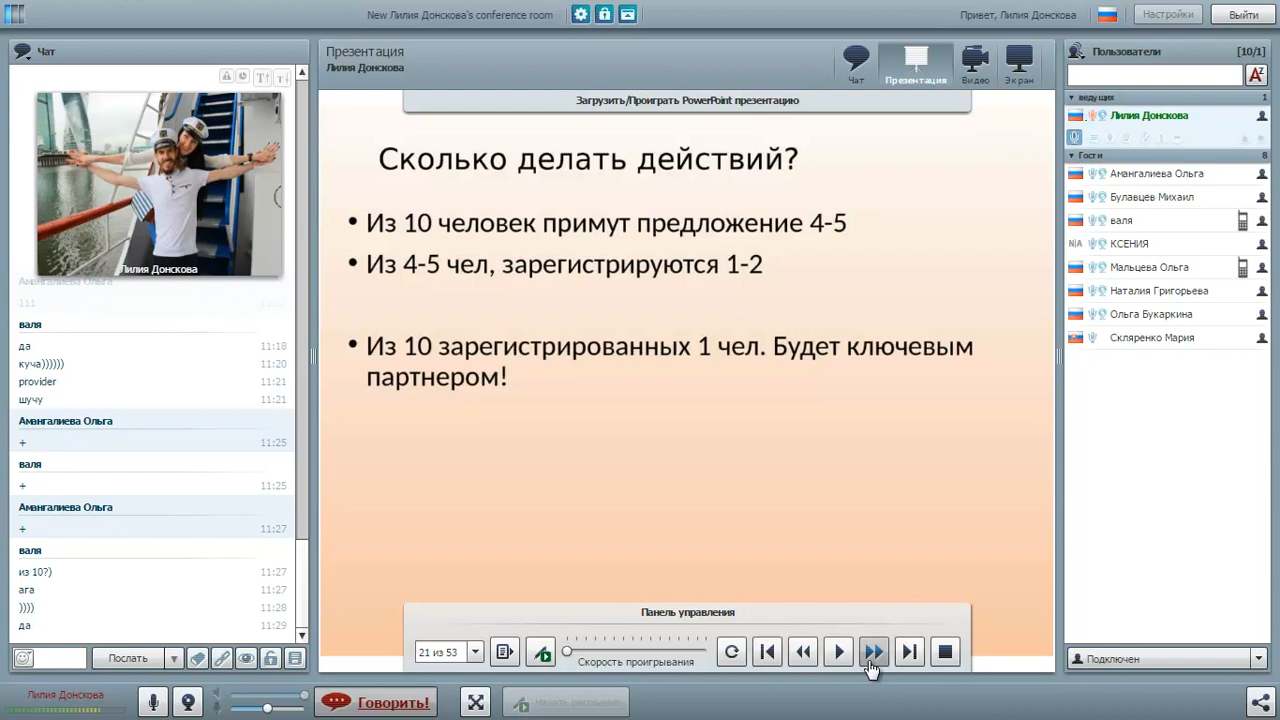 New Лилия Донскова's conference room
Привет, Лилия Донскова
Настройки
Выйти
Чат
Лилия Донскова
Амангалиева Ольга
111
валя
да 11:18
куча)))))) 11:20
provider 11:21
шучу 11:21
Амангалиева Ольга
+ 11:25
валя
+ 11:25
Амангалиева Ольга
+ 11:27
валя
из 10?) 11:27
ага 11:27
)))) 11:28
да 11:29
Послать
Презентация
Лилия Донскова
Чат
Презентация
Видео
Экран
Загрузить/Проиграть PowerPoint презентацию
Сколько делать действий?
• Из 10 человек примут предложение 4-5
• Из 4-5 чел, зарегистрируются 1-2
• Из 10 зарегистрированных 1 чел. Будет ключевым
партнером!
Панель управления
21 из 53
Скорость проигрывания
Пользователи [10/1]
ведущих 1
Лилия Донскова
Гости 8
Амангалиева Ольга
Булавцев Михаил
валя
N/A КСЕНИЯ
Мальцева Ольга
Наталия Григорьева
Ольга Букаркина
Скляренко Мария
Подключен
Лилия Донскова
Говорить!
Начать рисование